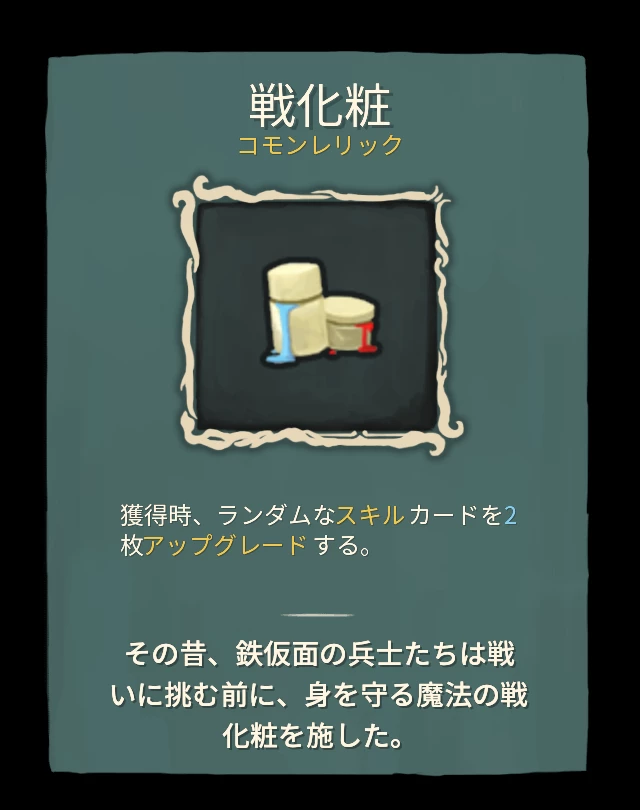 戦化粧
コモンレリック
獲得時、ランダムなスキルカードを2
枚アップグレードする。
その昔、鉄仮面の兵士たちは戦
いに挑む前に、身を守る魔法の戦
化粧を施した。